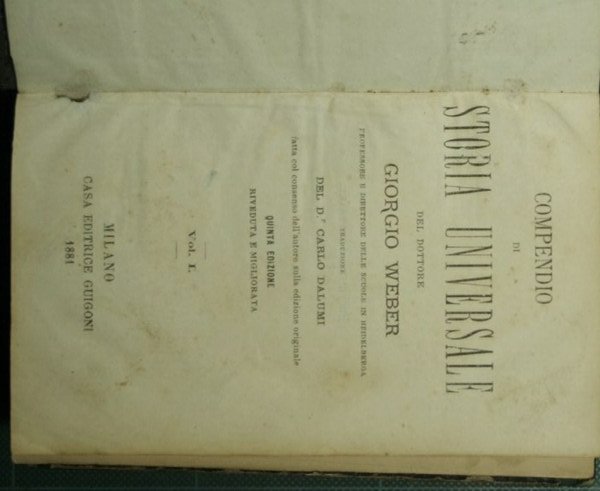 COMPENDIO
DI
STORIA UNIVERSALE
DEL DOTTORE
GIORGIO WEBER
PROFESSORE E DIRETTORE DELLE SCUOLE IN HEIDELBERGA
TRADUZIONE
DEL D.r CARLO DALUMI
fatta col consenso dell'autore sulla edizione originale
QUINTA EDIZIONE
RIVEDUTA E MIGLIORATA
Vol. I.
MILANO
CASA EDITRICE GUIGONI
1881